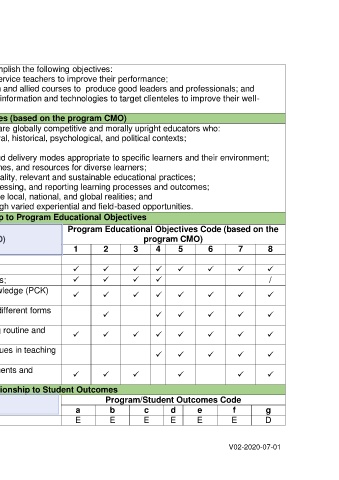 mplish the following objectives:
ervice teachers to improve their performance;
n and allied courses to produce good leaders and professionals; and
information and technologies to target clienteles to improve their well-
es (based on the program CMO)
are globally competitive and morally upright educators who:
ral, historical, psychological, and political contexts;
d delivery modes appropriate to specific learners and their environment;
nes, and resources for diverse learners;
ality, relevant and sustainable educational practices;
essing, and reporting learning processes and outcomes;
e local, national, and global realities; and
gh varied experiential and field-based opportunities.
hip to Program Educational Objectives
Program Educational Objectives Code (based on the
program CMO)
O)
1 2 3 4 5 6 7 8
✓ ✓ ✓ ✓ ✓ ✓ ✓ ✓
s; ✓ ✓ ✓ ✓ /
wledge (PCK) ✓ ✓ ✓ ✓ ✓ ✓ ✓ ✓
different forms ✓ ✓ ✓ ✓ ✓ ✓
g routine and ✓ ✓ ✓ ✓ ✓ ✓ ✓ ✓
ues in teaching ✓ ✓ ✓ ✓ ✓
ents and ✓ ✓ ✓ ✓ ✓ ✓
ionship to Student Outcomes
Program/Student Outcomes Code
a b c d e f g
E E E E E E D
V02-2020-07-01